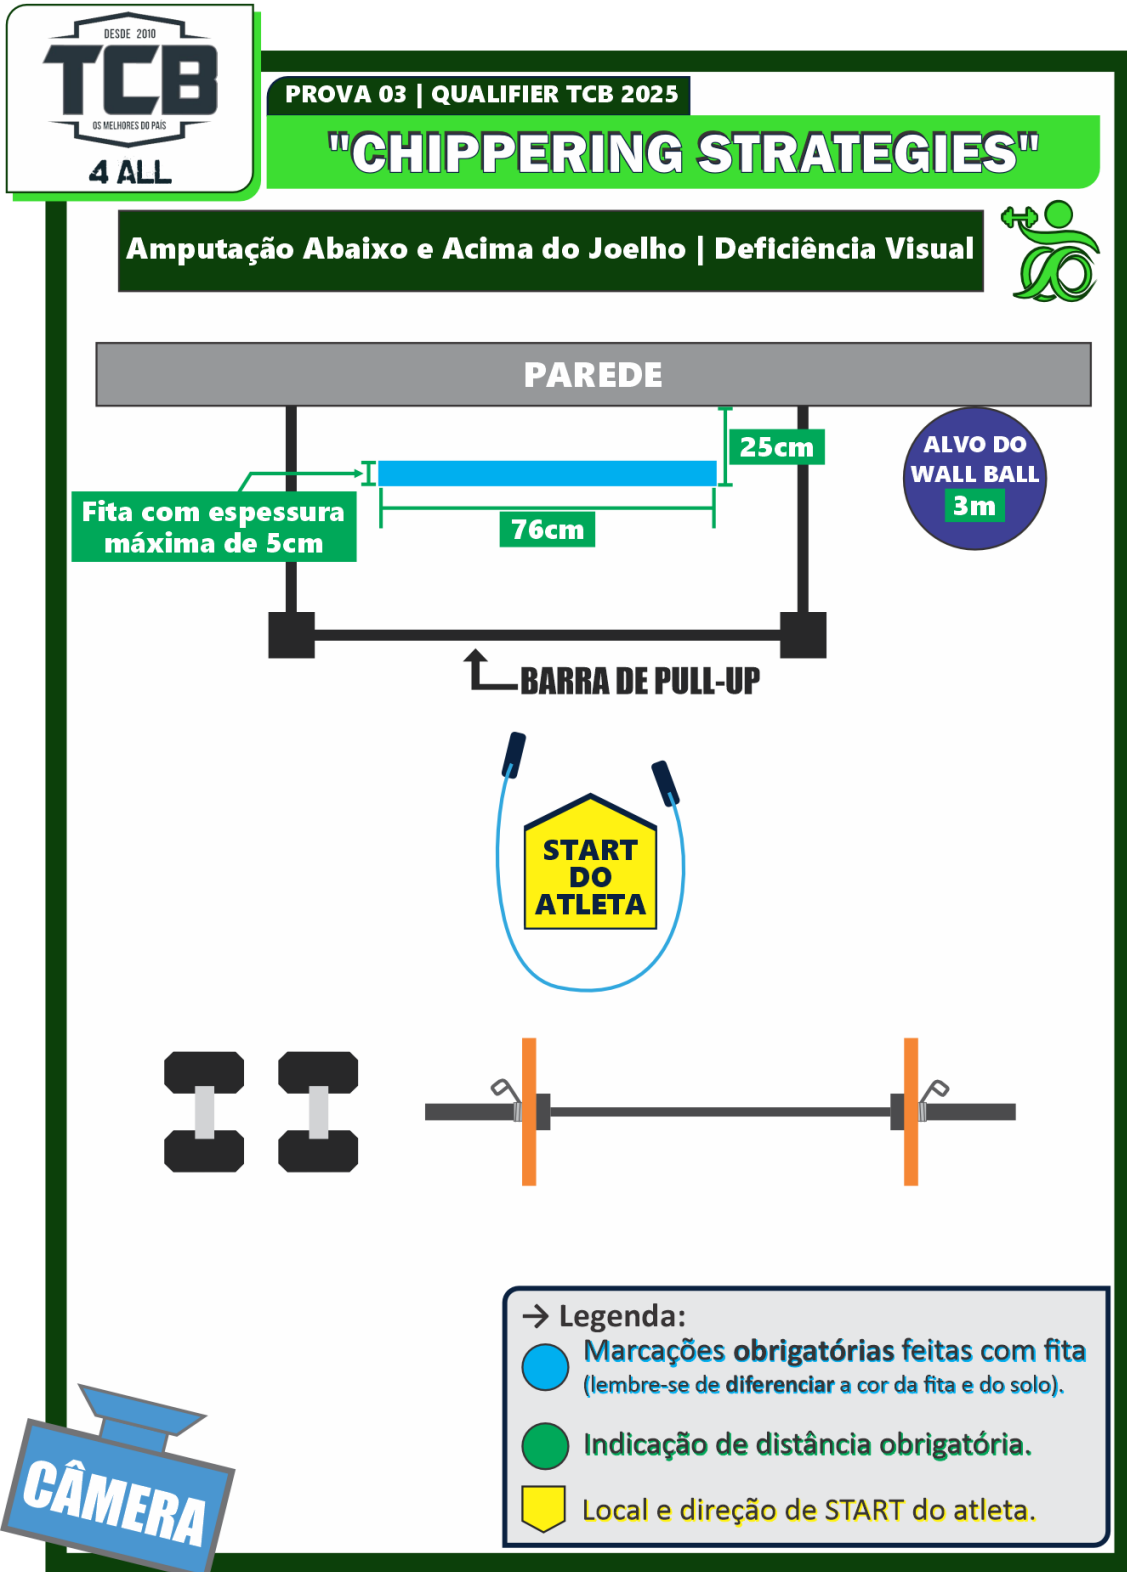 DESDE 2010
TCB
OS MELHORES DO PAÍS
4 ALL
PROVA 03 | QUALIFIER TCB 2025
"CHIPPERING STRATEGIES"
Amputação Abaixo e Acima do Joelho | Deficiência Visual
PAREDE
25cm
ALVO DO
WALL BALL
3m
Fita com espessura
máxima de 5cm
76cm
BARRA DE PULL-UP
START
DO
ATLETA
→ Legenda:
Marcações obrigatórias feitas com fita
(lembre-se de diferenciar a cor da fita e do solo).
Indicação de distância obrigatória.
Local e direção de START do atleta.
CÂMERA